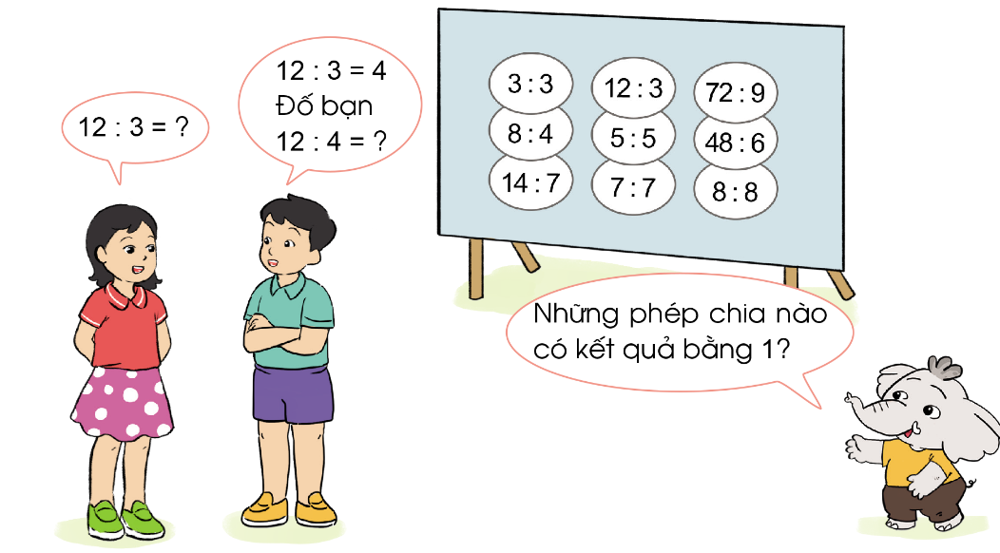 12 : 3 = ?
12 : 3 = 4
Đố bạn
12 : 4 = ?
3 : 3
12 : 3
72 : 9
8 : 4
5 : 5
48 : 6
14 : 7
7 : 7
8 : 8
Những phép chia nào
có kết quả bằng 1?